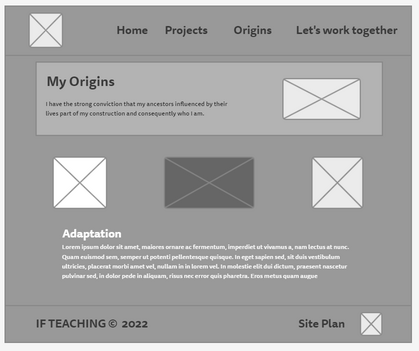 Home Projects Origins Let's work together
My Origins
I have the strong conviction that my ancestors influenced by their
lives part of my construction and consequently who I am.
Adaptation
Lorem ipsum dolor sit amet, maiores ornare ac fermentum, imperdiet ut vivamus a, nam lectus at nunc.
Quam euismod sem, semper ut potenti pellentesque quisque. In eget sapien sed, sit duis vestibulum
ultricies, placerat morbi amet vel, nullam in in lorem vel. In molestie elit dui dictum, praesent nascetur
pulvinar sed, in dolor pede in aliquam, risus nec error quis pharetra. Eros metus quam augue
IF TEACHING © 2022 Site Plan